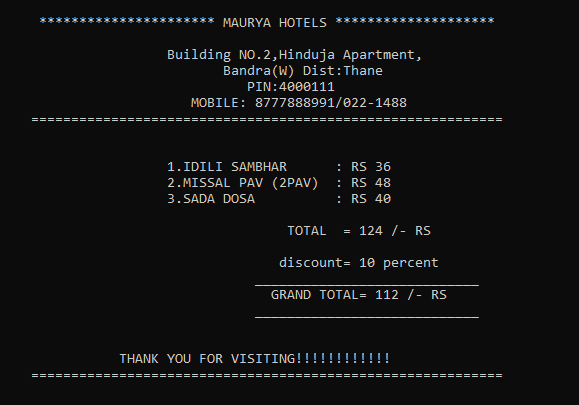 ********************** MAURYA HOTELS ********************
Building NO.2,Hinduja Apartment,
Bandra(W) Dist:Thane
PIN:4000111
MOBILE: 8777888991/022-1488
===========================================================
1.IDILI SAMBHAR : RS 36
2.MISSAL PAV (2PAV) : RS 48
3.SADA DOSA : RS 40
TOTAL = 124 /- RS
discount= 10 percent
____________________________
GRAND TOTAL= 112 /- RS
____________________________
THANK YOU FOR VISITING!!!!!!!!!!!!
===========================================================